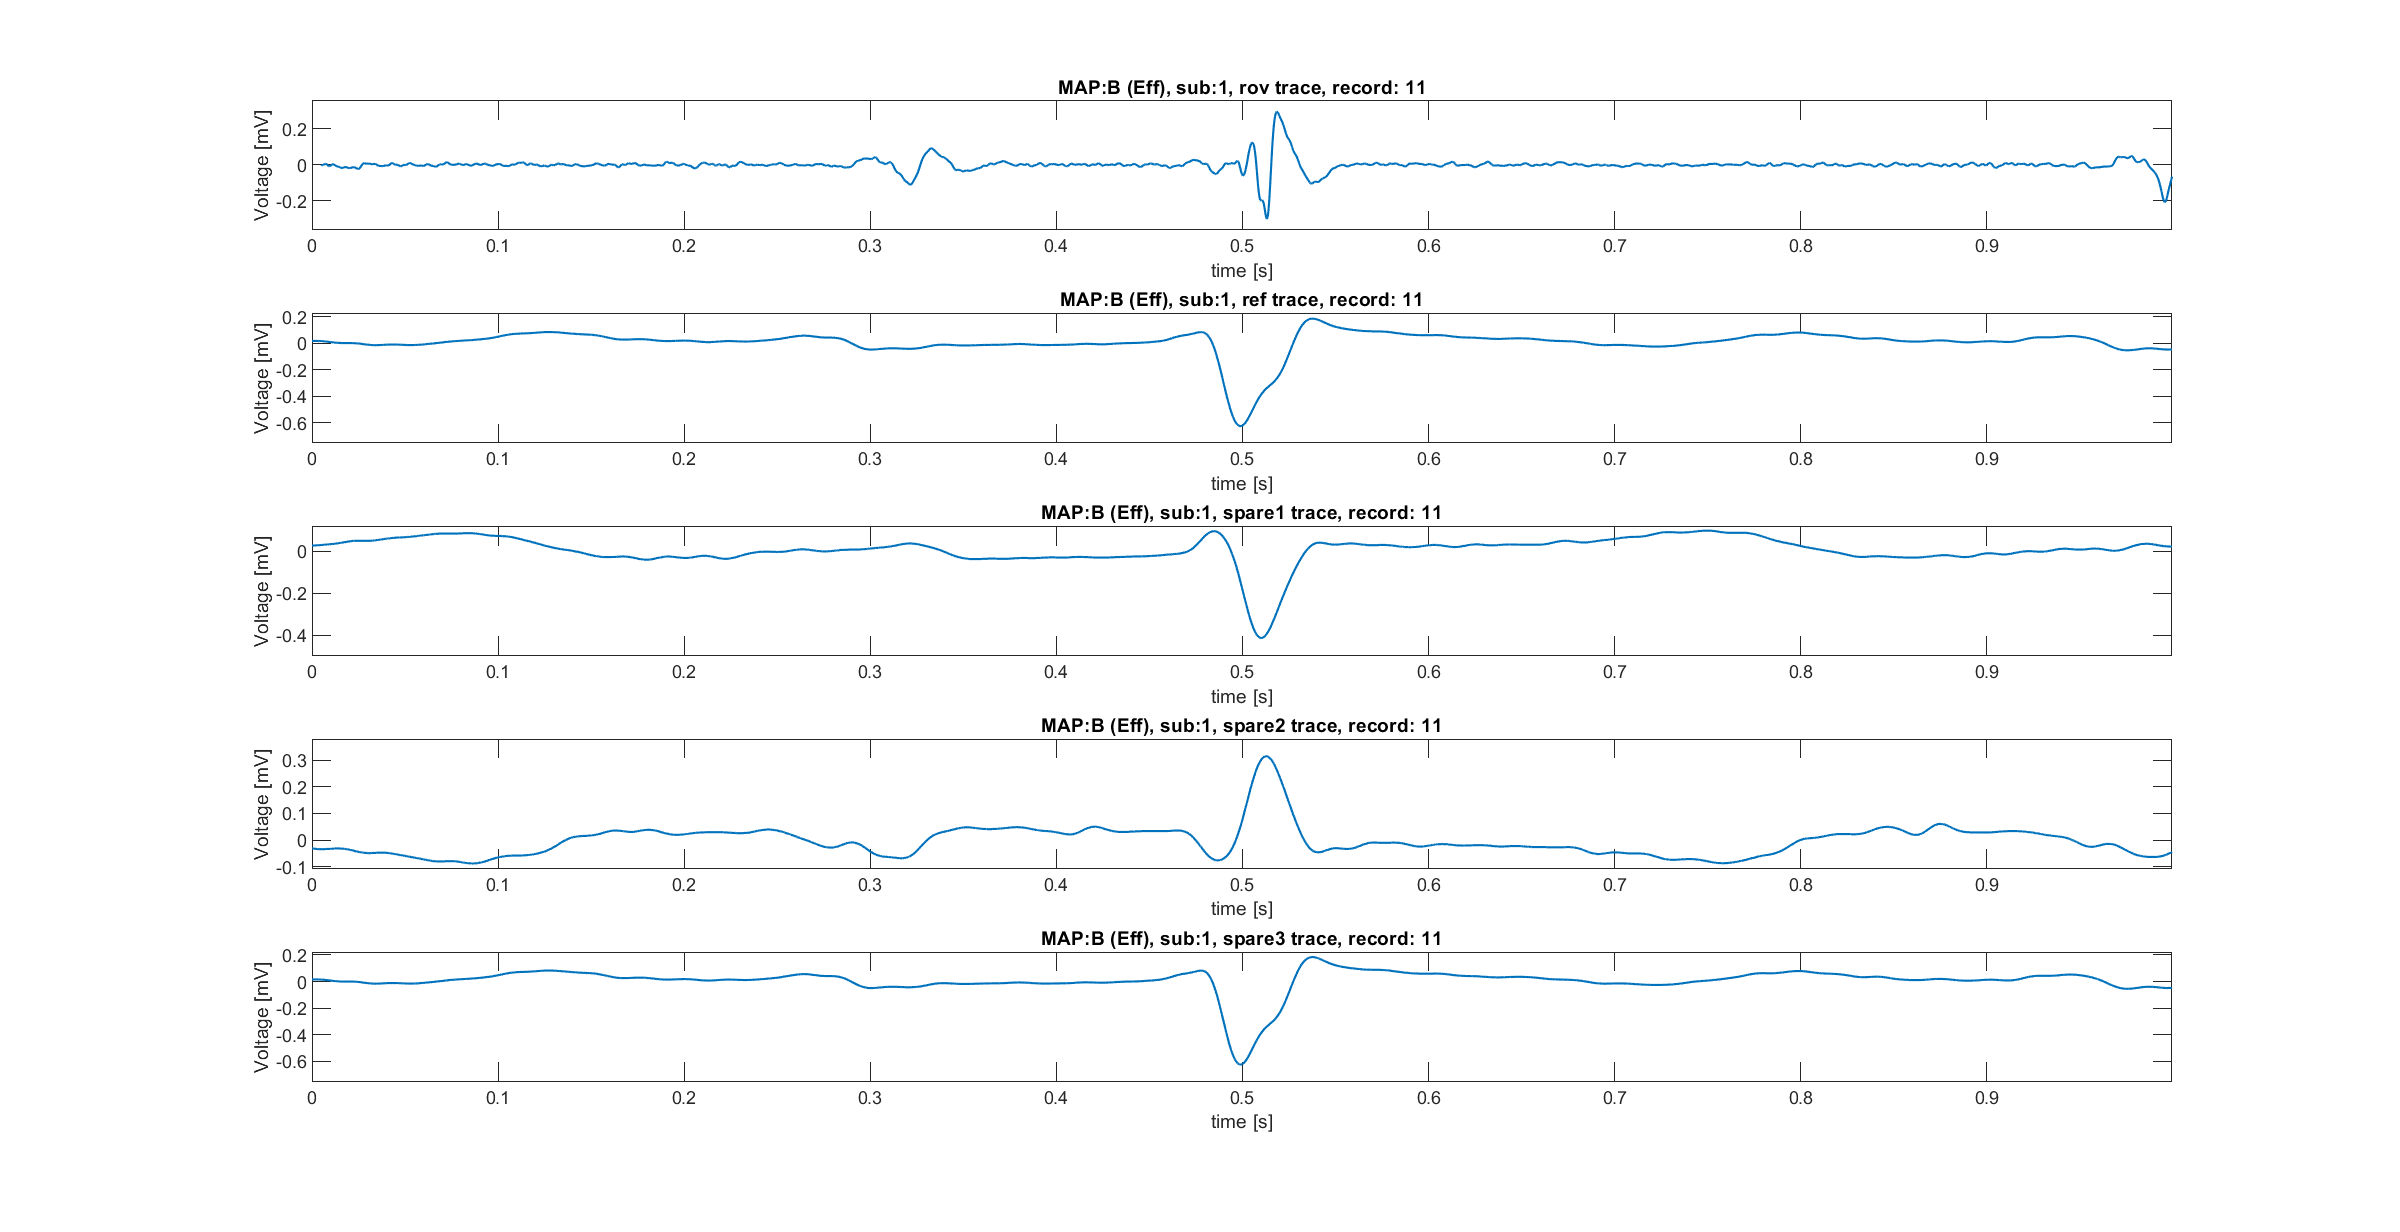 MAP:B (Eff), sub:1, rov trace, record: 11
Voltage [mV]
0.2
0
-0.2
0 0.1 0.2 0.3 0.4 0.5 0.6 0.7 0.8 0.9
time [s]
MAP:B (Eff), sub:1, ref trace, record: 11
Voltage [mV]
0.2
0
-0.2
-0.4
-0.6
0 0.1 0.2 0.3 0.4 0.5 0.6 0.7 0.8 0.9
time [s]
MAP:B (Eff), sub:1, spare1 trace, record: 11
Voltage [mV]
0
-0.2
-0.4
0 0.1 0.2 0.3 0.4 0.5 0.6 0.7 0.8 0.9
time [s]
MAP:B (Eff), sub:1, spare2 trace, record: 11
Voltage [mV]
0.3
0.2
0.1
0
-0.1
0 0.1 0.2 0.3 0.4 0.5 0.6 0.7 0.8 0.9
time [s]
MAP:B (Eff), sub:1, spare3 trace, record: 11
Voltage [mV]
0.2
0
-0.2
-0.4
-0.6
0 0.1 0.2 0.3 0.4 0.5 0.6 0.7 0.8 0.9
time [s]